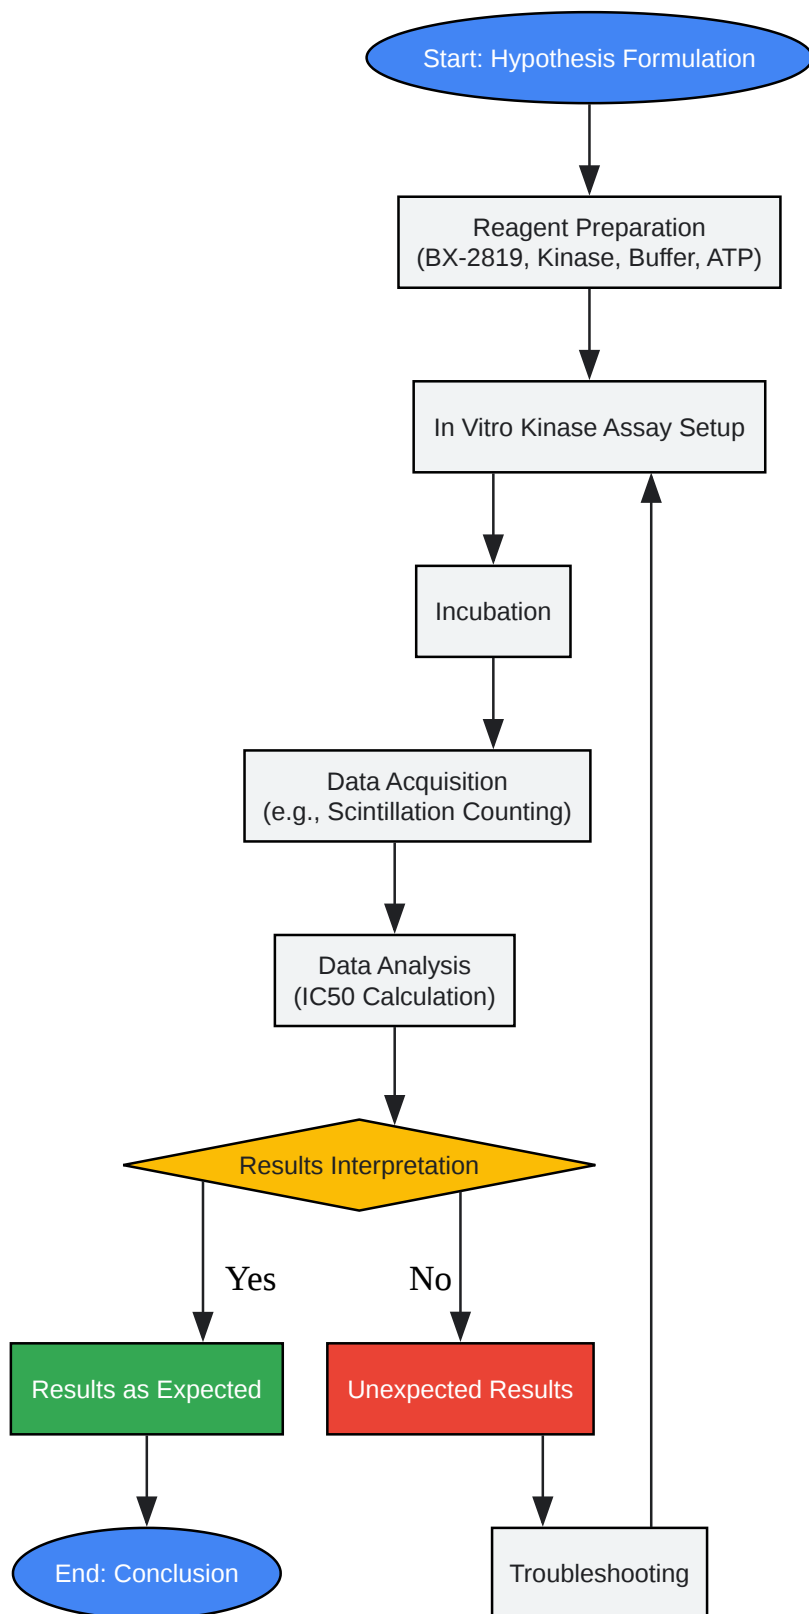 Start: Hypothesis Formulation
Reagent Preparation
(BX-2819, Kinase, Buffer, ATP)
In Vitro Kinase Assay Setup
Incubation
Data Acquisition
(e.g., Scintillation Counting)
Data Analysis
(IC50 Calculation)
Results Interpretation
Yes
No
Results as Expected
Unexpected Results
End: Conclusion
Troubleshooting